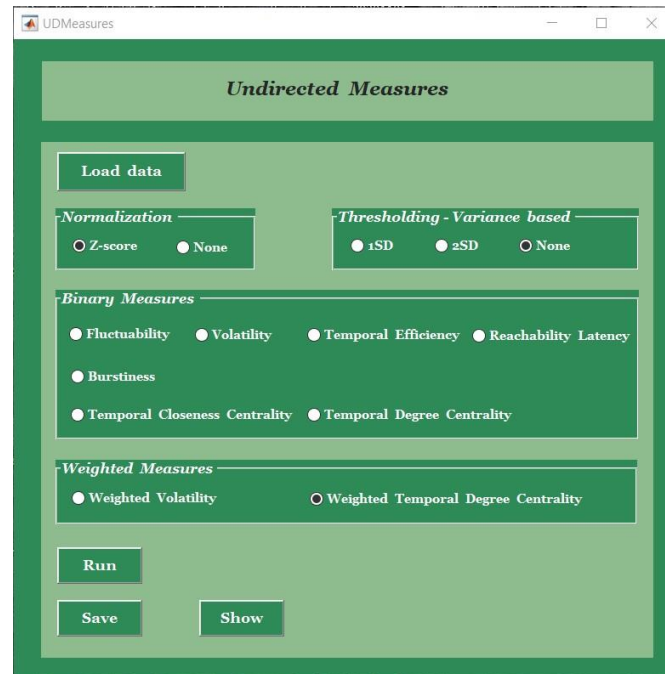 UDMeasures
Undirected Measures
Load data
Normalization
Thresholding - Variance based
Z-score None
1SD 2SD None
Binary Measures
Fluctuability Volatility Temporal Efficiency Reachability Latency
Burstiness
Temporal Closeness Centrality Temporal Degree Centrality
Weighted Measures
Weighted Volatility Weighted Temporal Degree Centrality
Run
Save Show